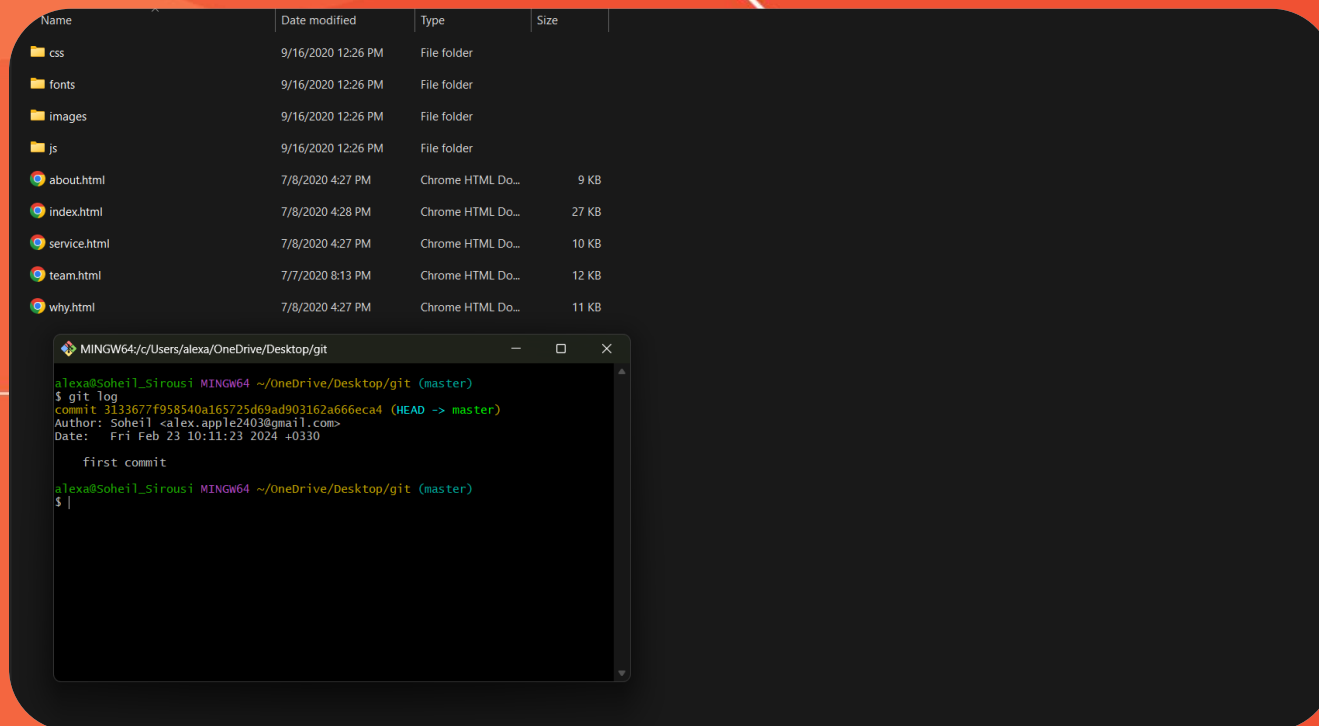 Name Date modified Type Size
css 9/16/2020 12:26 PM File folder
fonts 9/16/2020 12:26 PM File folder
images 9/16/2020 12:26 PM File folder
js 9/16/2020 12:26 PM File folder
about.html 7/8/2020 4:27 PM Chrome HTML Do... 9 KB
index.html 7/8/2020 4:28 PM Chrome HTML Do... 27 KB
service.html 7/8/2020 4:27 PM Chrome HTML Do... 10 KB
team.html 7/7/2020 8:13 PM Chrome HTML Do... 12 KB
why.html 7/8/2020 4:27 PM Chrome HTML Do... 11 KB
MINGW64:/c/Users/alexa/OneDrive/Desktop/git
alexa@Soheil_Sirousi MINGW64 ~/OneDrive/Desktop/git (master)
$ git log
commit 3133677f958540a165725d69ad903162a666eca4 (HEAD -> master)
Author: Soheil <alex.apple2403@gmail.com>
Date:   Fri Feb 23 10:11:23 2024 +0330
first commit
alexa@Soheil_Sirousi MINGW64 ~/OneDrive/Desktop/git (master)
$